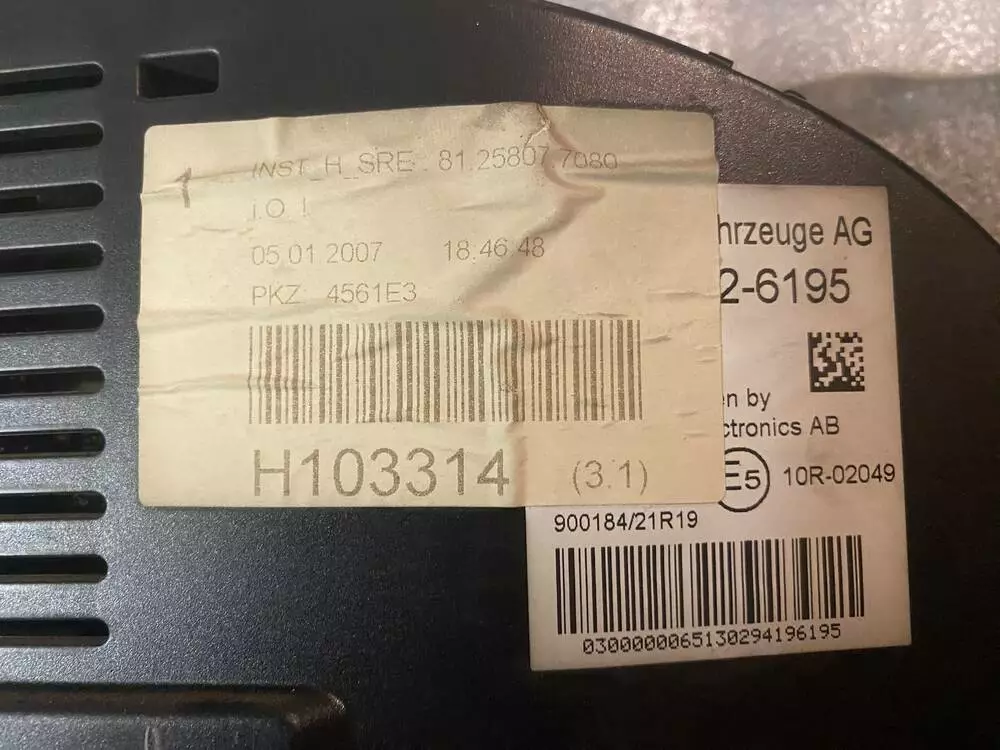 1
INST_H_SRE 81.25807.7080
i.O.!
05.01.2007 18.46.48
PKZ 4561E3
H103314 (3.1)
hrzeuge AG
2-6195
en by
ctronics AB
E5 10R-02049
900184/21R19
03000000065130294196195